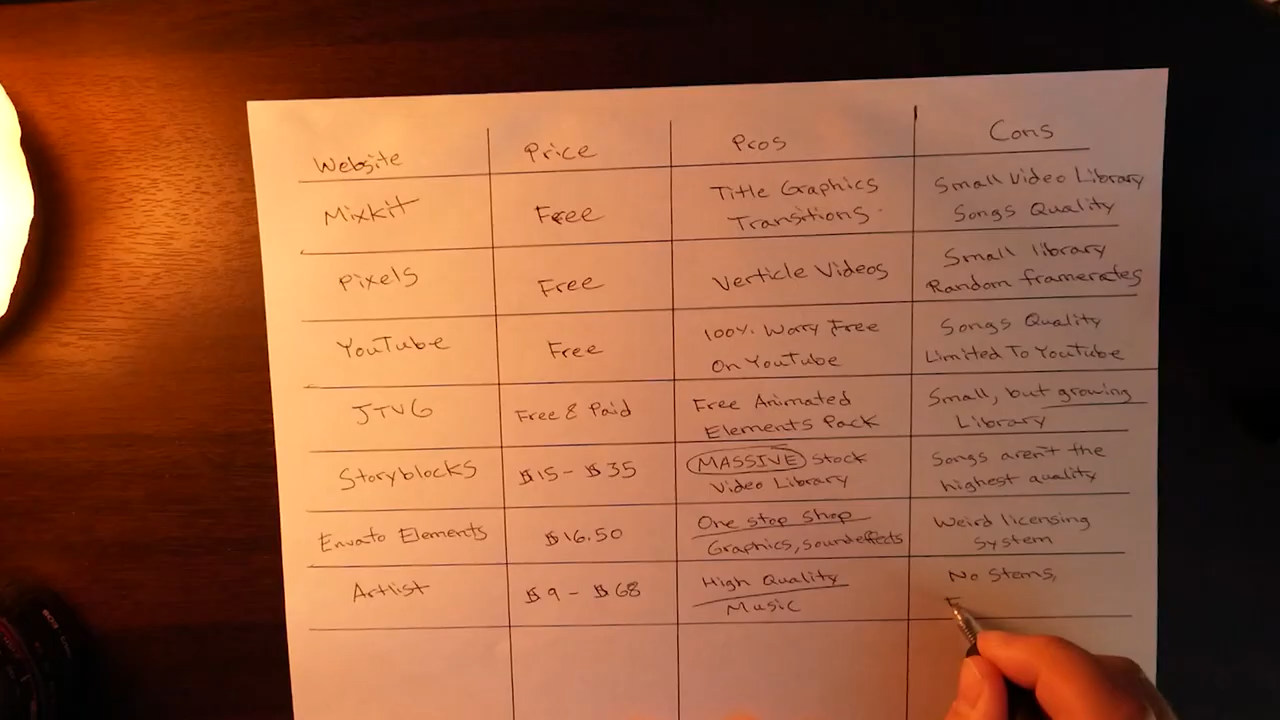 Website Price Pros Cons
Mixkit Free Title Graphics Small Video Library
Transitions Songs Quality
Pixels Free Verticle Videos Small library
Random framerates
YouTube Free 100% Worry Free Songs Quality
On YouTube Limited To YouTube
JTVG Free & Paid Free Animated Small, but growing
Elements Pack Library
Storyblocks $15 - $35 MASSIVE Stock Songs aren't the
Video Library highest quality
Envato Elements $16.50 One stop shop Weird licensing
Graphics, sound effects System
Artlist $9 - $68 High Quality No Stems,
Music